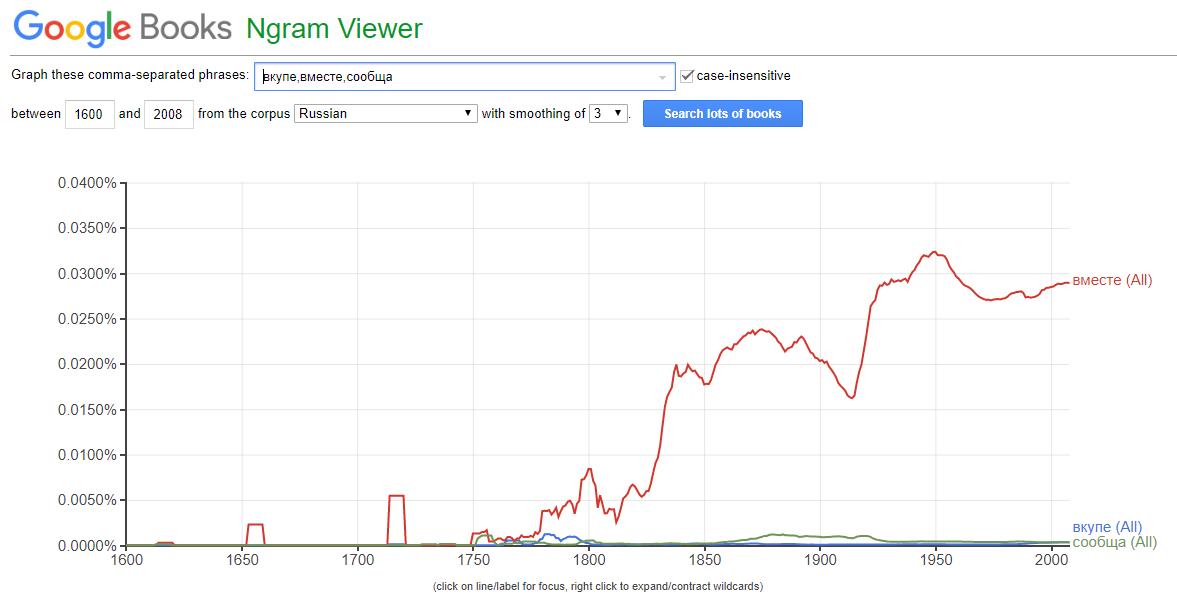 Google Books Ngram Viewer
Graph these comma-separated phrases: вкупе,вместе,сообща case-insensitive
between 1600 and 2008 from the corpus Russian with smoothing of 3 . Search lots of books
0.0400%
0.0350%
0.0300%
вместе (All)
0.0250%
0.0200%
0.0150%
0.0100%
0.0050%
вкупе (All)
сообща (All)
0.0000%
1600 1650 1700 1750 1800 1850 1900 1950 2000
(click on line/label for focus, right click to expand/contract wildcards)